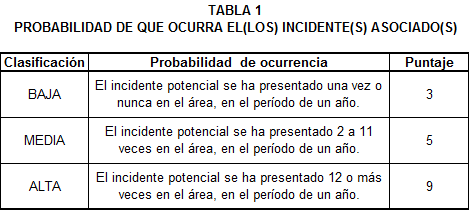 TABLA 1
PROBABILIDAD DE QUE OCURRA EL(LOS) INCIDENTE(S) ASOCIADO(S)
Clasificación Probabilidad de ocurrencia Puntaje
BAJA El incidente potencial se ha presentado una vez o
nunca en el área, en el período de un año. 3
MEDIA El incidente potencial se ha presentado 2 a 11
veces en el área, en el período de un año. 5
ALTA El incidente potencial se ha presentado 12 o más
veces en el área, en el período de un año. 9